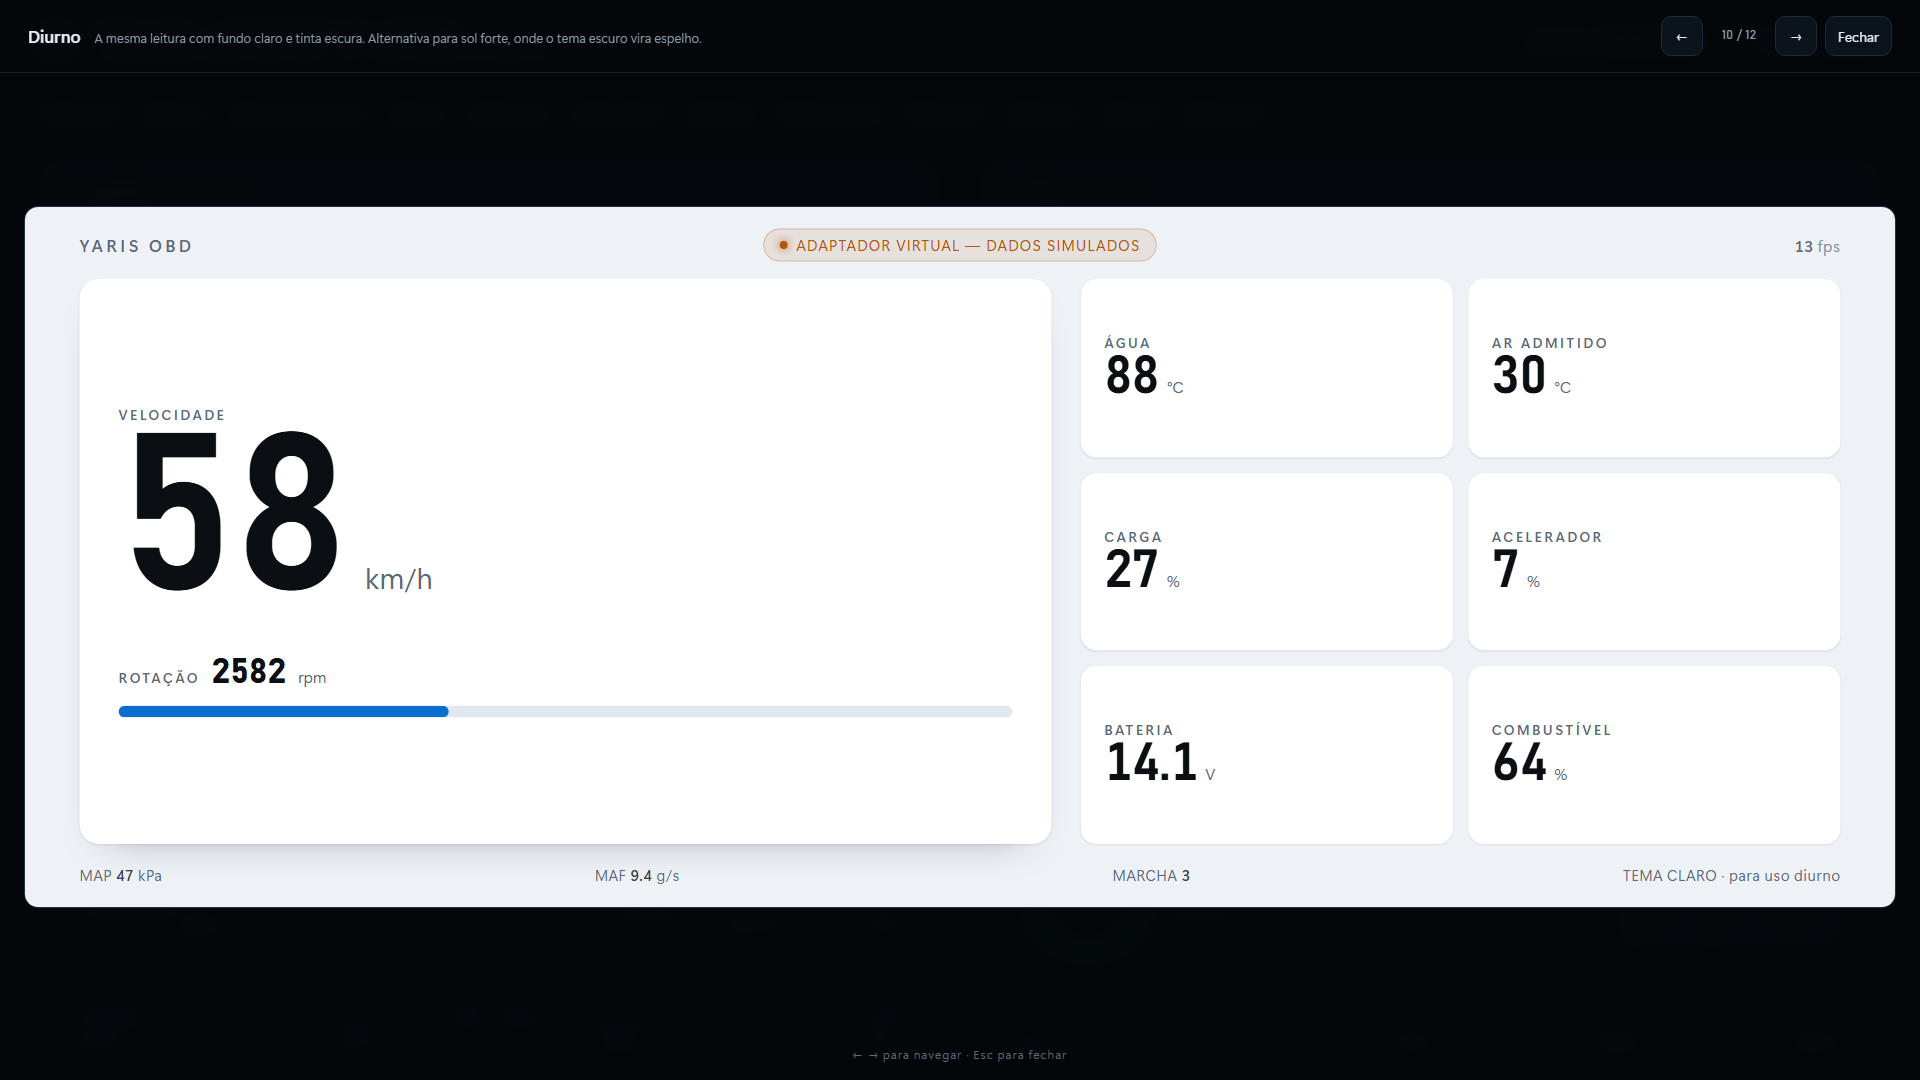 Diurno A mesma leitura com fundo claro e tinta escura. Alternativa para sol forte, onde o tema escuro vira espelho.
← 10 / 12 → Fechar
YARIS OBD
ADAPTADOR VIRTUAL — DADOS SIMULADOS
13 fps
VELOCIDADE
58 km/h
ROTAÇÃO 2582 rpm
ÁGUA
88 °C
AR ADMITIDO
30 °C
CARGA
27 %
ACELERADOR
7 %
BATERIA
14.1 V
COMBUSTÍVEL
64 %
MAP 47 kPa
MAF 9.4 g/s
MARCHA 3
TEMA CLARO · para uso diurno
← → para navegar · Esc para fechar